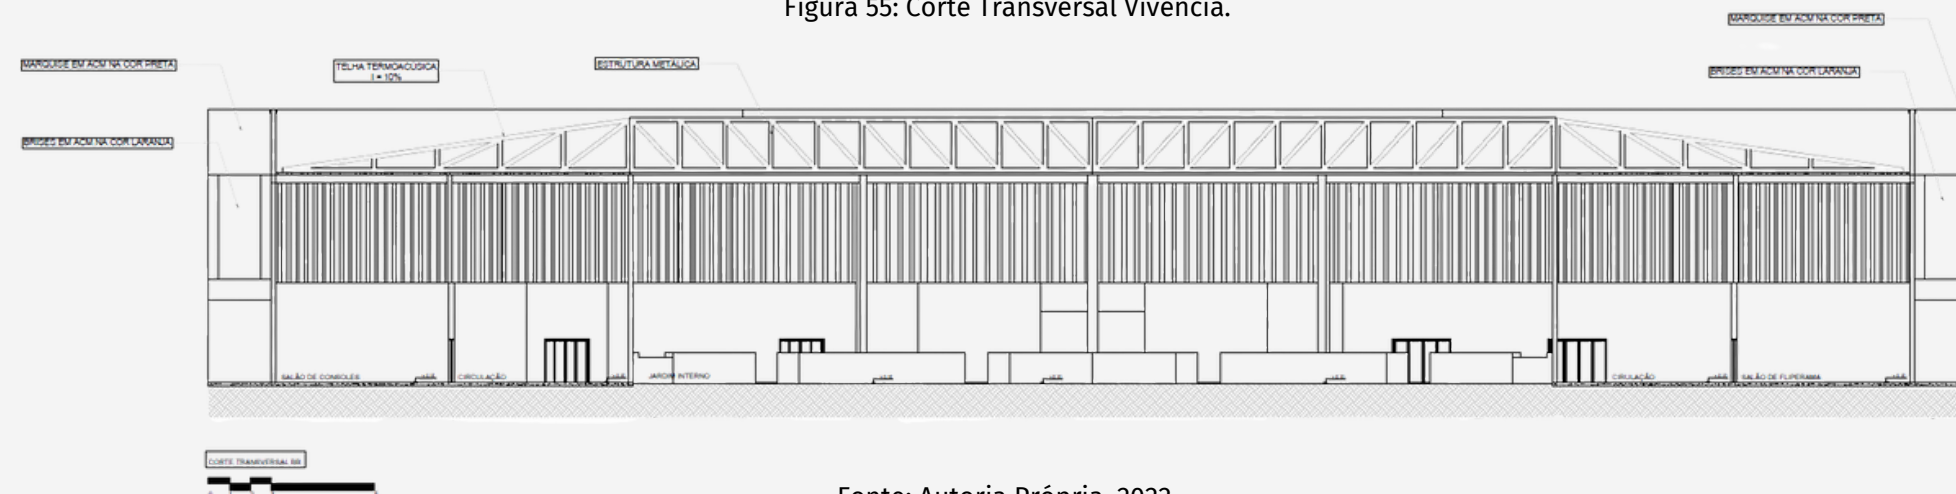 Figura 55: Corte Transversal Vivência.
MARQUISE EM ACM NA COR PRETA
MARQUISE EM ACM NA COR PRETA
TELHA TERMOACÚSICA
I = 10%
ESTRUTURA METÁLICA
BRISES EM ACM NA COR LARANJA
BRISES EM ACM NA COR LARANJA
SALÃO DE CONSOLES
CIRCULAÇÃO
JARDIM INTERNO
CIRULAÇÃO
SALÃO DE FLIPERAMA
CORTE TRANSVERSAL BB
Fonte: Autoria Própria, 2022